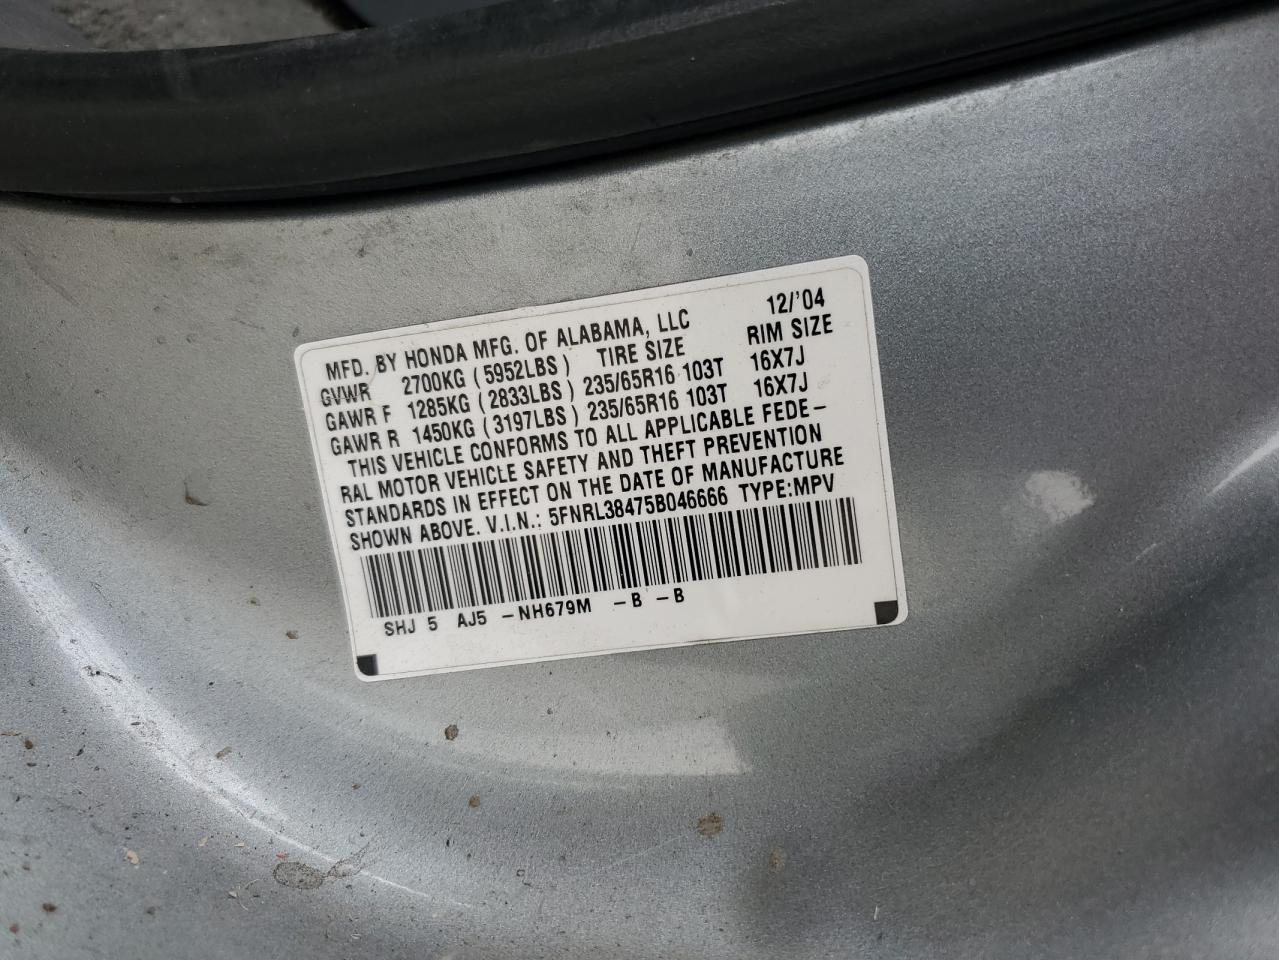 12/'04
MFD. BY HONDA MFG. OF ALABAMA, LLC
GVWR 2700KG (5952LBS) TIRE SIZE RIM SIZE
GAWR F 1285KG (2833LBS) 235/65R16 103T 16X7J
GAWR R 1450KG (3197LBS) 235/65R16 103T 16X7J
THIS VEHICLE CONFORMS TO ALL APPLICABLE FEDE-
RAL MOTOR VEHICLE SAFETY AND THEFT PREVENTION
STANDARDS IN EFFECT ON THE DATE OF MANUFACTURE
SHOWN ABOVE. V.I.N.: 5FNRL38475B046666 TYPE:MPV
SHJ 5 AJ5 -NH679M -B -B